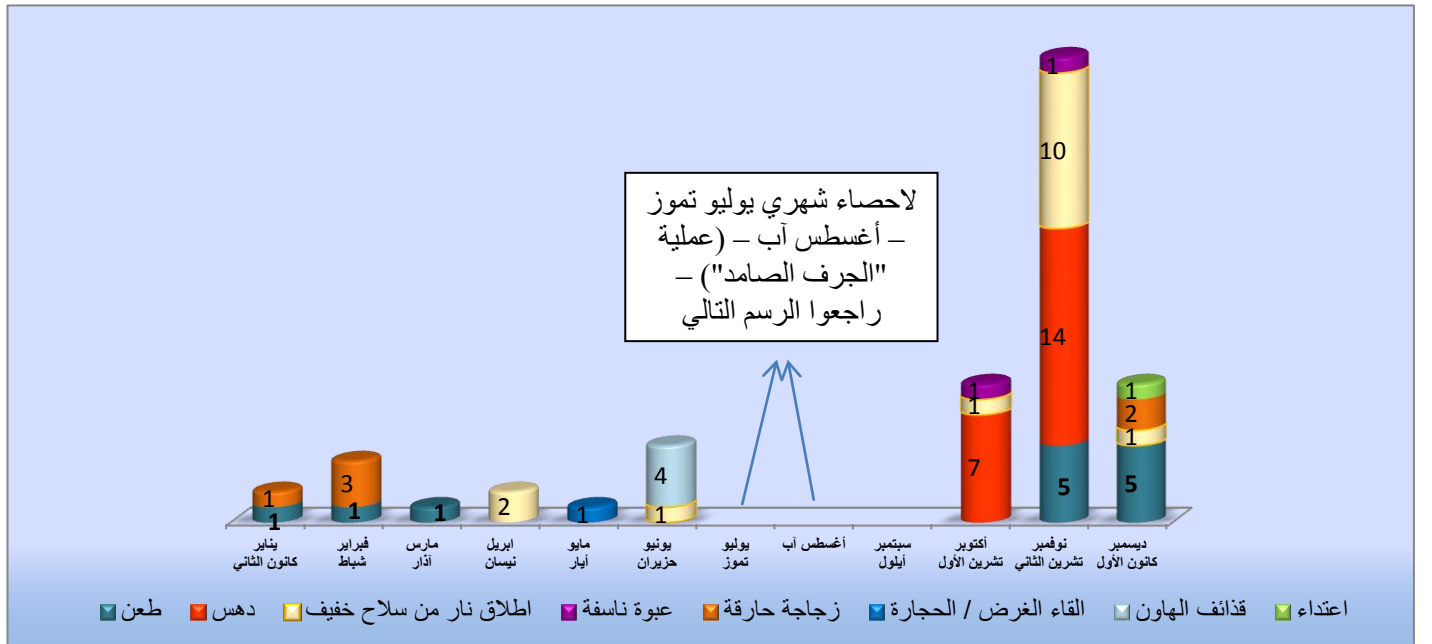 لاحصاء شهري يوليو تموز
– أغسطس آب – (عملية
"الجرف الصامد") –
راجعوا الرسم التالي
1
10
14
5
1
1
7
1
2
1
5
4
1
1
2
1
3
1
1
1
يناير
كانون الثاني
فبراير
شباط
مارس
آذار
ابريل
نيسان
مايو
أيار
يونيو
حزيران
يوليو
تموز
أغسطس آب
سبتمبر
أيلول
أكتوبر
تشرين الأول
نوفمبر
تشرين الثاني
ديسمبر
كانون الأول
طعن
دهس
اطلاق نار من سلاح خفيف
عبوة ناسفة
زجاجة حارقة
القاء الغرض / الحجارة
قذائف الهاون
اعتداء